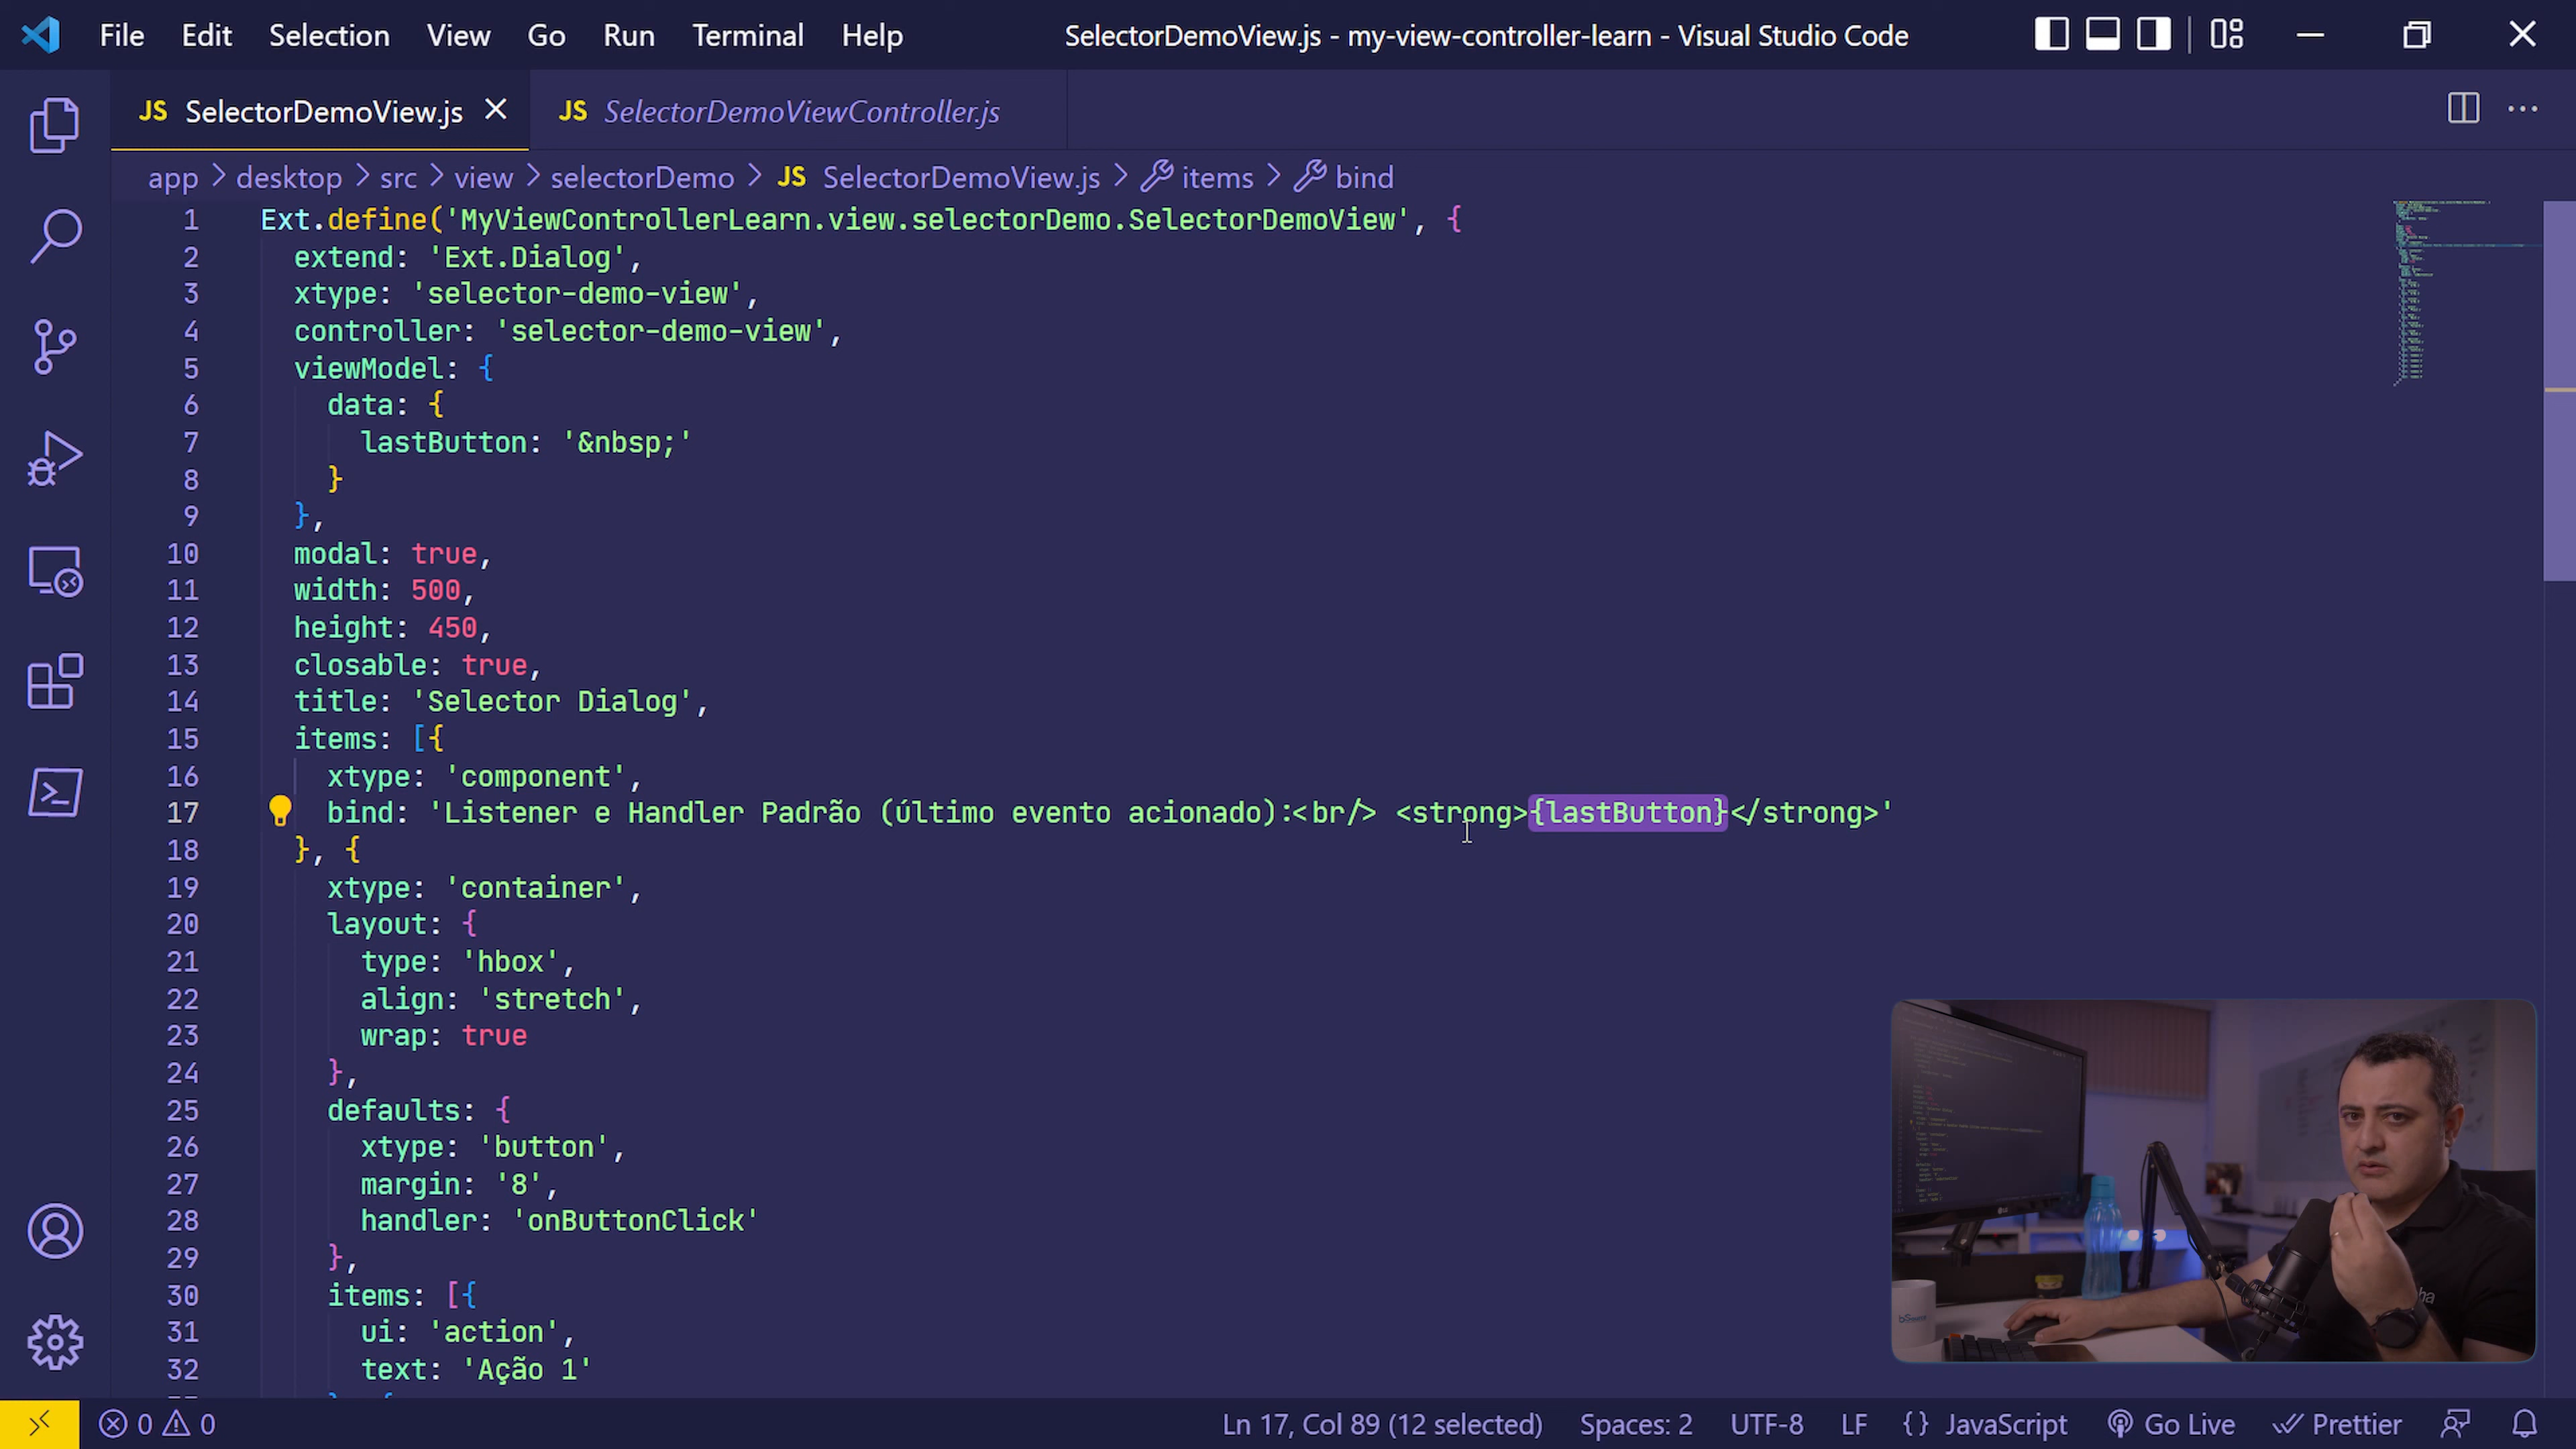 File Edit Selection View Go Run Terminal Help SelectorDemoView.js - my-view-controller-learn - Visual Studio Code
JS SelectorDemoView.js JS SelectorDemoViewController.js
app > desktop > src > view > selectorDemo > JS SelectorDemoView.js > items > bind
1 Ext.define('MyViewControllerLearn.view.selectorDemo.SelectorDemoView', {
2 extend: 'Ext.Dialog',
3 xtype: 'selector-demo-view',
4 controller: 'selector-demo-view',
5 viewModel: {
6 data: {
7 lastButton: '&nbsp;'
8 }
9 },
10 modal: true,
11 width: 500,
12 height: 450,
13 closable: true,
14 title: 'Selector Dialog',
15 items: [{
16 xtype: 'component',
17 bind: 'Listener e Handler Padrão (último evento acionado):<br/> <strong>{lastButton}</strong>'
18 }, {
19 xtype: 'container',
20 layout: {
21 type: 'hbox',
22 align: 'stretch',
23 wrap: true
24 },
25 defaults: {
26 xtype: 'button',
27 margin: '8',
28 handler: 'onButtonClick'
29 },
30 items: [{
31 ui: 'action',
32 text: 'Ação 1'
0 0 Ln 17, Col 89 (12 selected) Spaces: 2 UTF-8 LF {} JavaScript Go Live Prettier